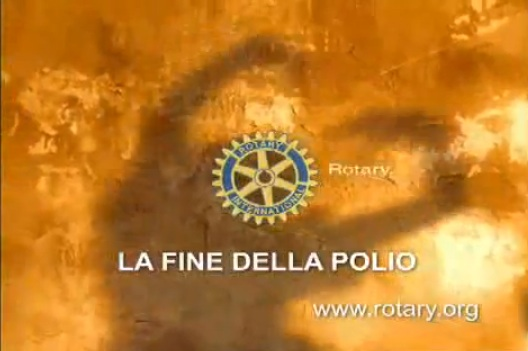 ROTARY
INTERNATIONAL
Rotary.
LA FINE DELLA POLIO
www.rotary.org